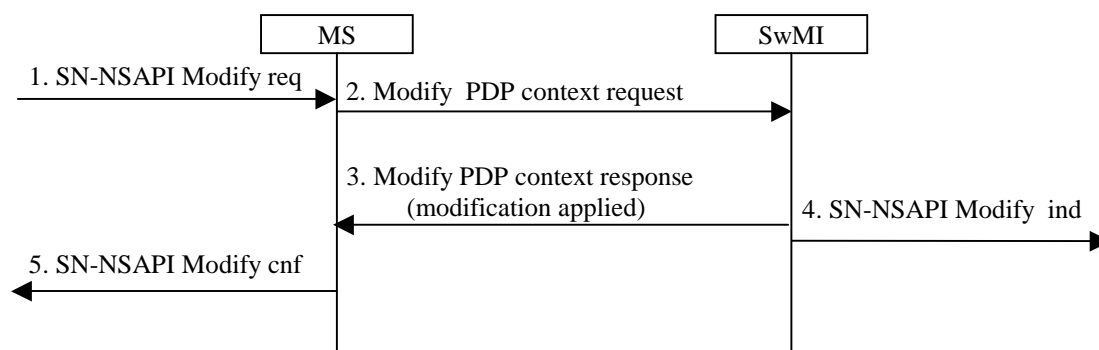 MS
SwMI
1. SN-NSAPI Modify req
2. Modify PDP context request
3. Modify PDP context response
(modification applied)
4. SN-NSAPI Modify ind
5. SN-NSAPI Modify cnf